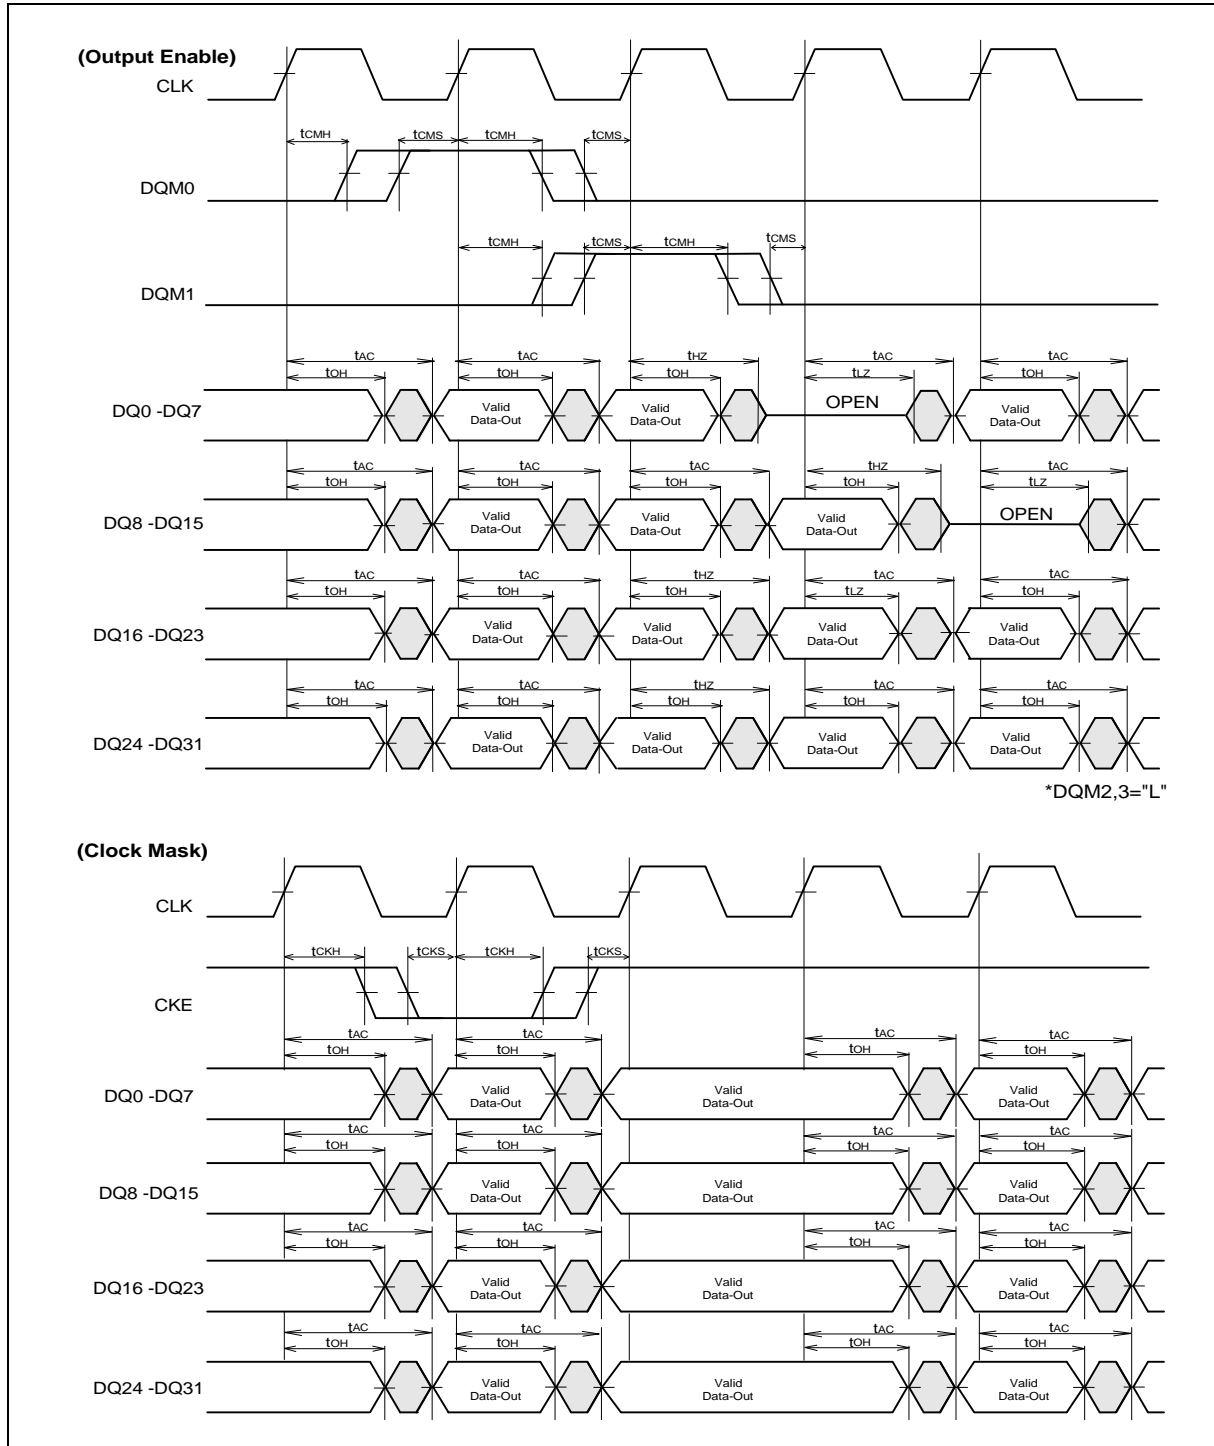 (Output Enable)
CLK
tCMH tCMS tCMH tCMS
DQM0
tCMH tCMS tCMH tCMS
DQM1
tAC tAC tHZ tAC tAC
tOH tOH tOH tLZ tOH
DQ0 -DQ7 Valid Data-Out Valid Data-Out OPEN Valid Data-Out
tAC tAC tAC tHZ tAC
tOH tOH tOH tOH tLZ
DQ8 -DQ15 Valid Data-Out Valid Data-Out Valid Data-Out OPEN
tAC tAC tHZ tAC tAC
tOH tOH tOH tLZ tOH
DQ16 -DQ23 Valid Data-Out Valid Data-Out Valid Data-Out Valid Data-Out
tAC tAC tHZ tAC tAC
tOH tOH tOH tOH tOH
DQ24 -DQ31 Valid Data-Out Valid Data-Out Valid Data-Out Valid Data-Out
*DQM2,3="L"
(Clock Mask)
CLK
tCKH tCKS tCKH tCKS
CKE
tAC tAC tAC tAC
tOH tOH tOH tOH
DQ0 -DQ7 Valid Data-Out Valid Data-Out Valid Data-Out
tAC tAC tAC tAC
tOH tOH tOH tOH
DQ8 -DQ15 Valid Data-Out Valid Data-Out Valid Data-Out
tAC tAC tAC tAC
tOH tOH tOH tOH
DQ16 -DQ23 Valid Data-Out Valid Data-Out Valid Data-Out
tAC tAC tAC tAC
tOH tOH tOH tOH
DQ24 -DQ31 Valid Data-Out Valid Data-Out Valid Data-Out